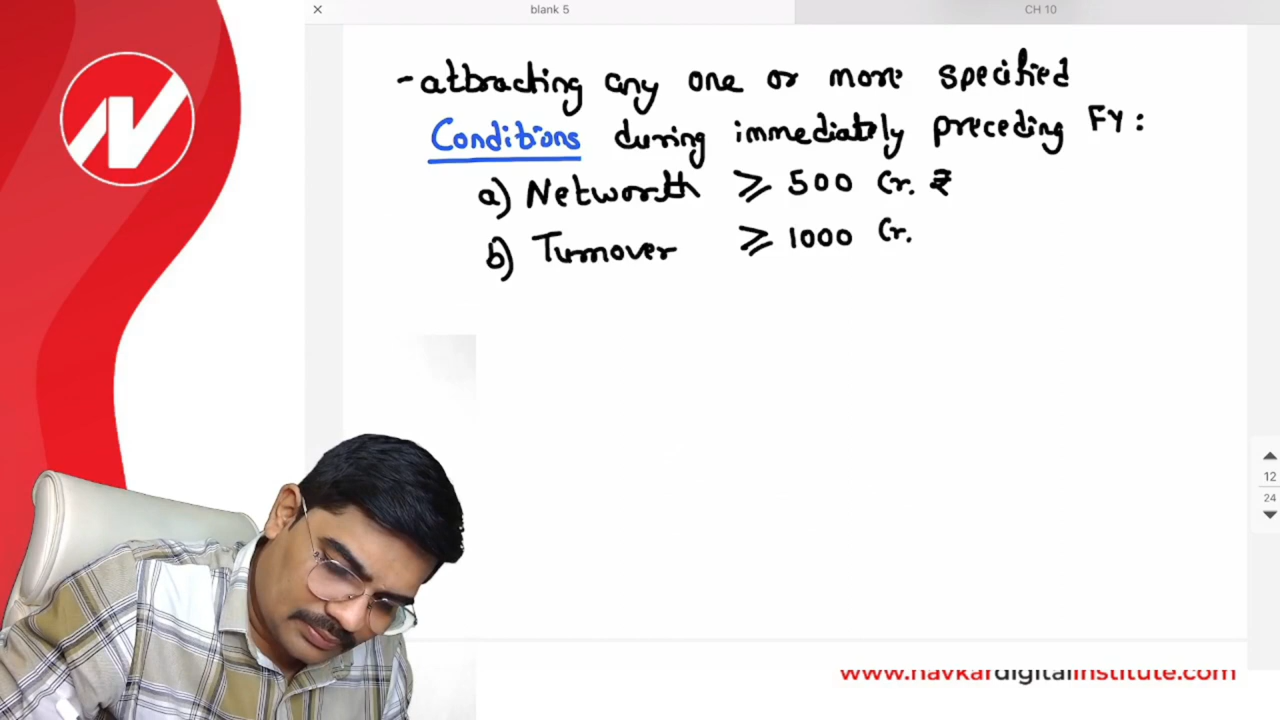 blank 5
CH 10
- attracting any one or more specified
Conditions during immediately preceding FY :
a) Networth ⩾ 500 Cr. ₹
b) Turnover ⩾ 1000 Cr.
12
24
www.navkardigitalinstitute.com